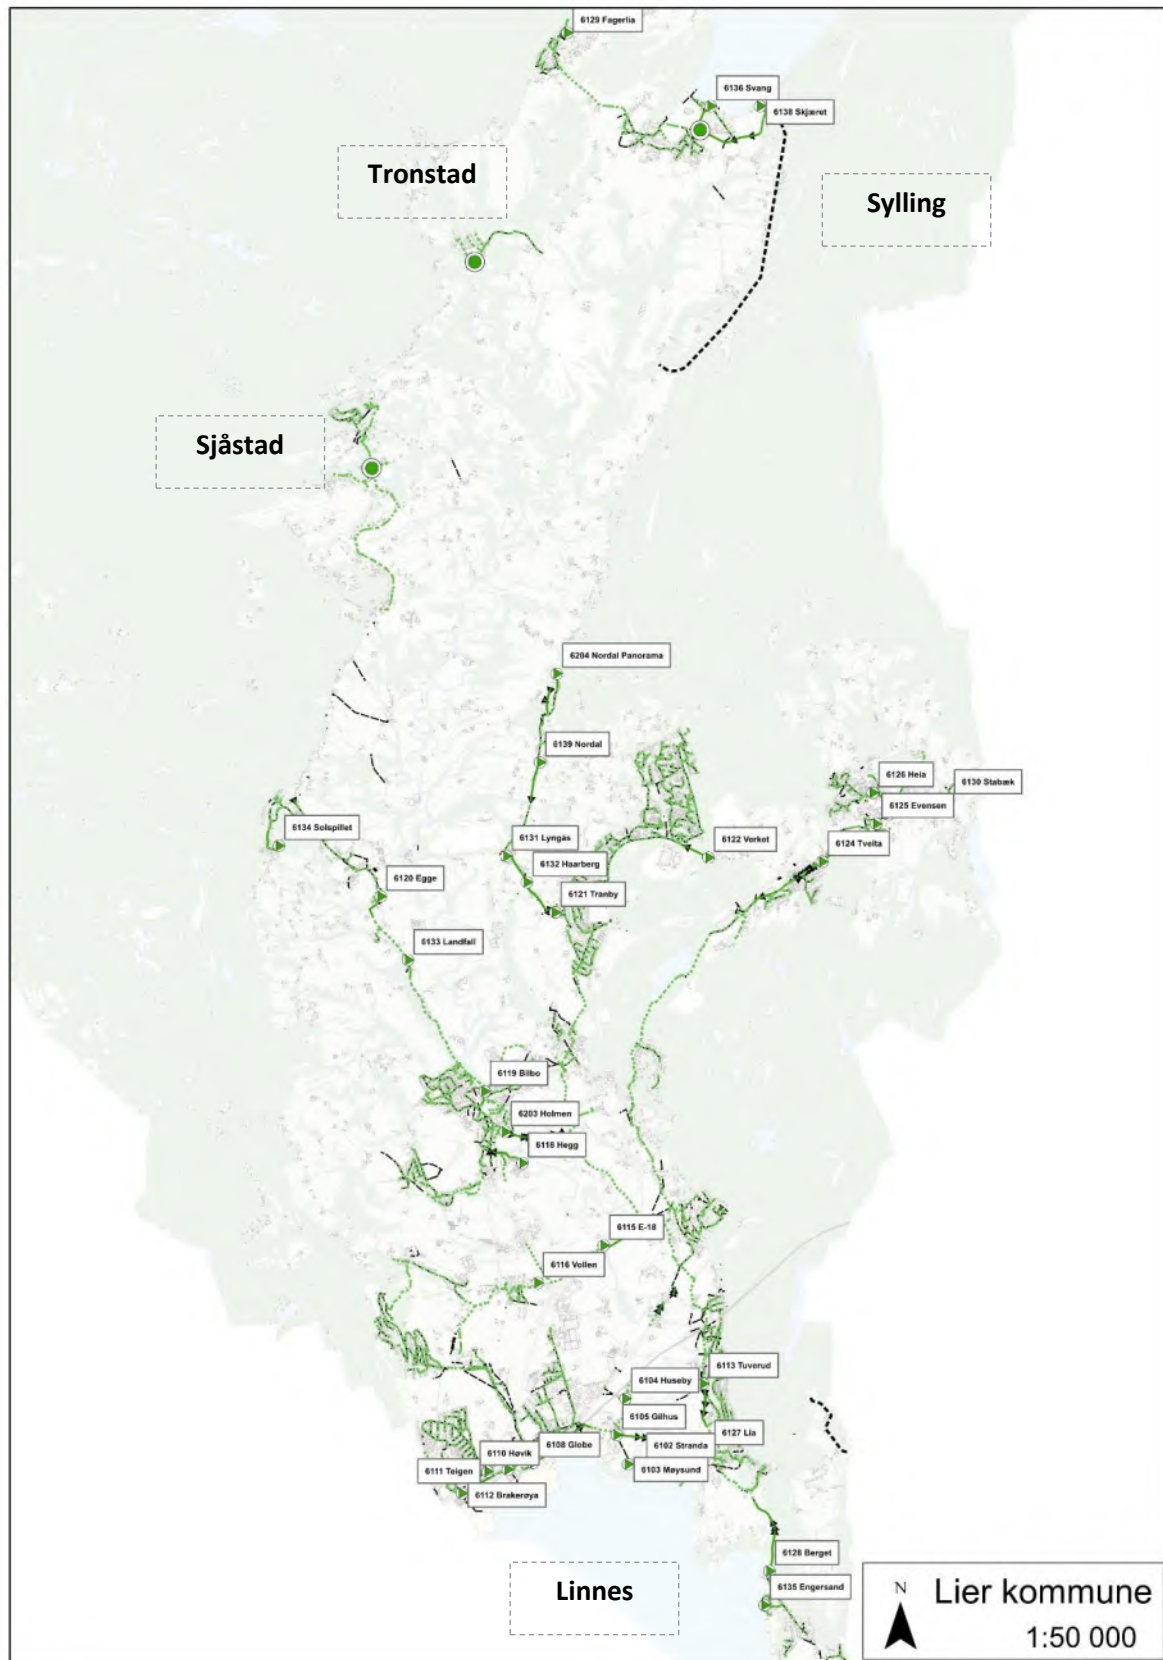 6129 Fagerlia
6136 Svang
6138 Skjæret
Tronstad
Sylling
Sjåstad
6204 Nordal Panorama
6139 Nordal
6126 Heia
6130 Stabæk
6125 Evensen
6134 Solspillet
6131 Lyngås
6122 Verket
6124 Tveita
6132 Haarberg
6120 Egge
6121 Tranby
6133 Landfall
6119 Bilbo
6203 Holmen
6118 Hegg
6115 E-18
6116 Vollen
6113 Tuverud
6104 Huseby
6105 Gilhus
6127 Lia
6108 Globe
6102 Stranda
6110 Høvik
6111 Teigen
6103 Møysund
6112 Brakerøya
6128 Berget
6135 Engersand
Linnes
N
Lier kommune
1:50 000